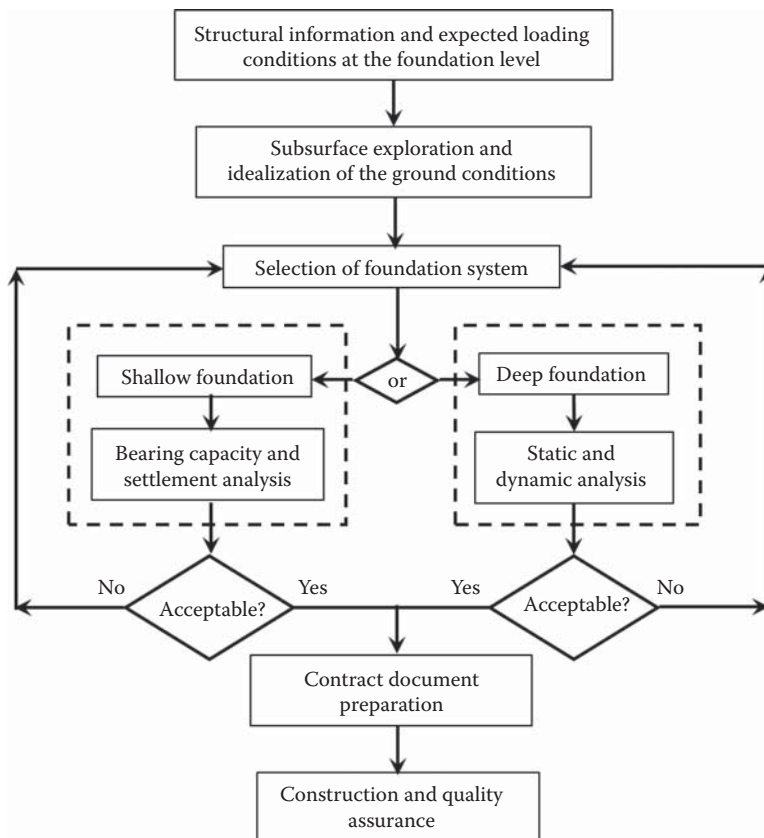 Structural information and expected loading
conditions at the foundation level
Subsurface exploration and
idealization of the ground conditions
Selection of foundation system
Shallow foundation
or
Deep foundation
Bearing capacity and
settlement analysis
Static and
dynamic analysis
No
Acceptable?
Yes
Yes
Acceptable?
No
Contract document
preparation
Construction and quality
assurance